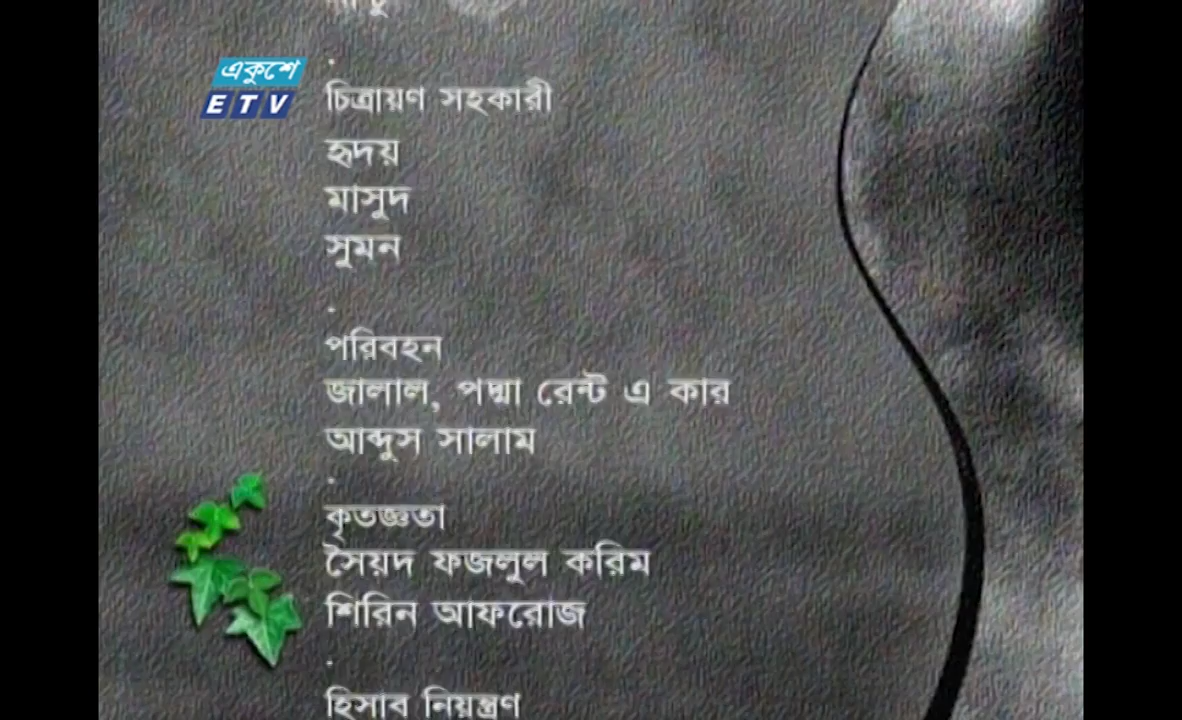 একুশে
ETV
চিত্রায়ণ সহকারী
হৃদয়
মাসুদ
সুমন
পরিবহন
জালাল, পদ্মা রেন্ট এ কার
আব্দুস সালাম
কৃতজ্ঞতা
সৈয়দ ফজলুল করিম
শিরিন আফরোজ
হিসাব নিয়ন্ত্রণ